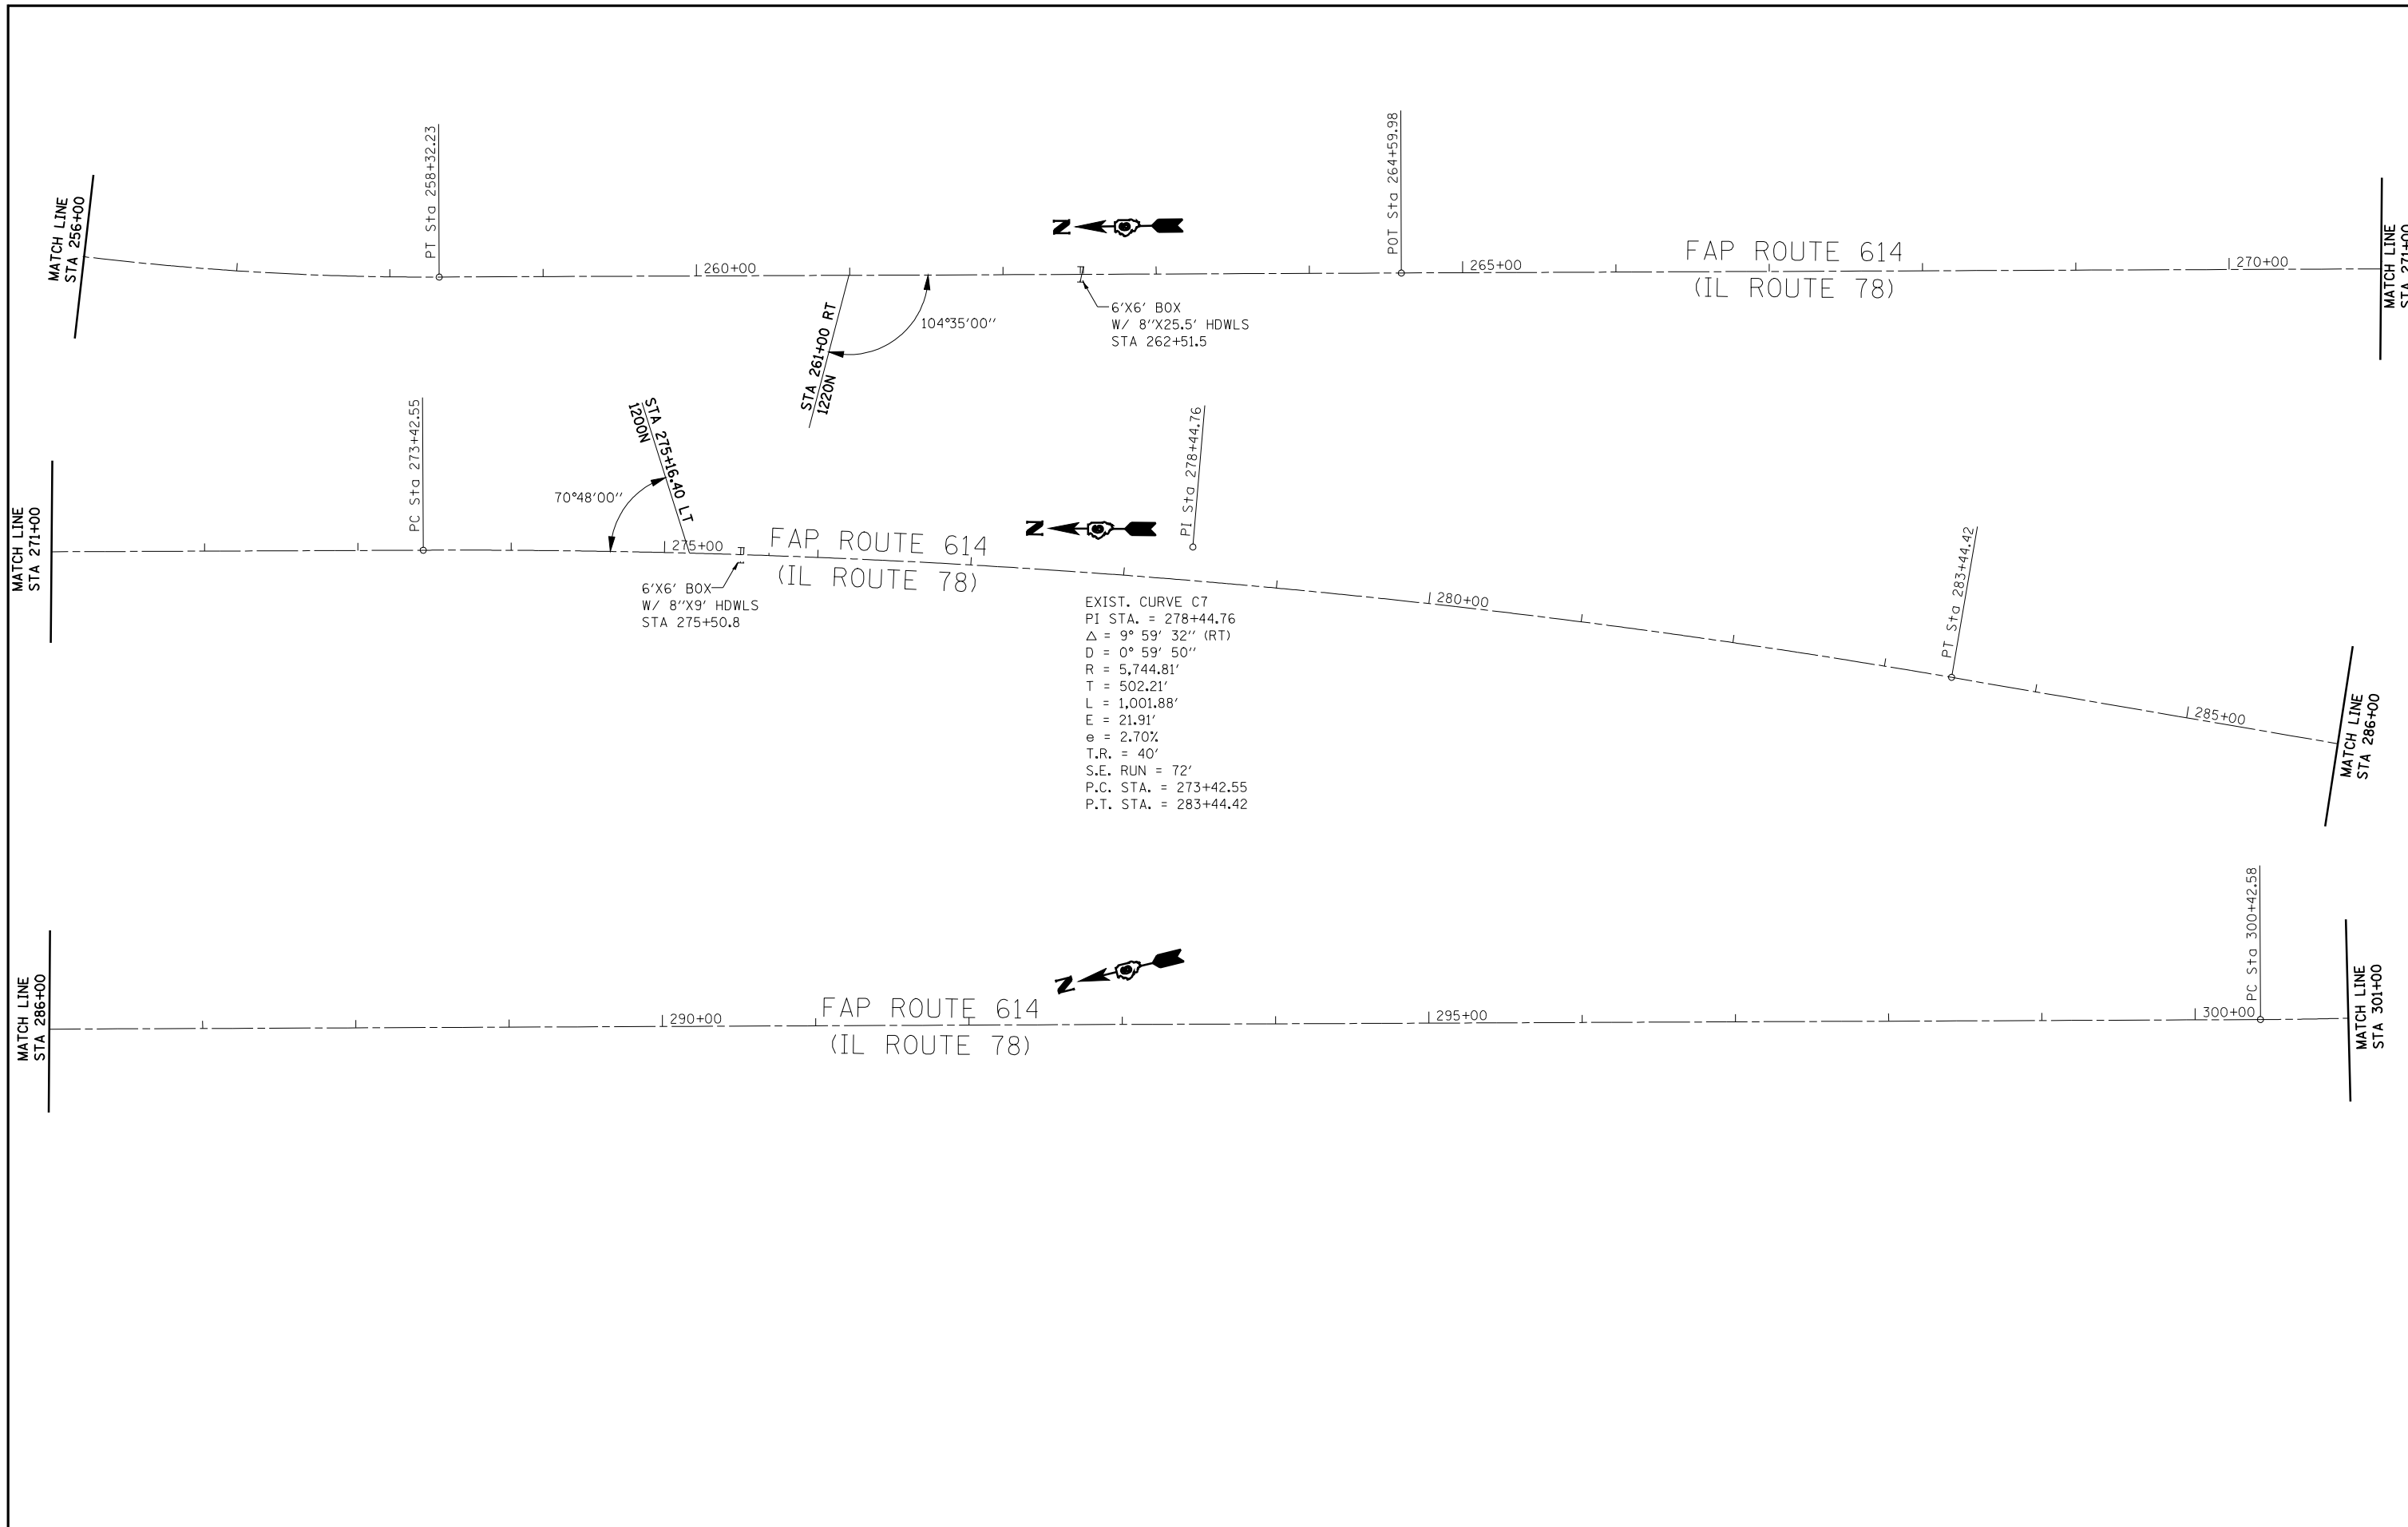 MATCH LINE
STA 256+00
PT Sta 258+32.23
260+00
STA 261+00 RT
1220N
104°35'00''
N
6'X6' BOX
W/ 8''X25.5' HDWLS
STA 262+51.5
POT Sta 264+59.98
265+00
FAP ROUTE 614
(IL ROUTE 78)
270+00
MATCH LINE
STA 271+00
MATCH LINE
STA 271+00
PC Sta 273+42.55
70°48'00''
STA 275+16.40 LT
1200N
275+00
6'X6' BOX
W/ 8''X9' HDWLS
STA 275+50.8
FAP ROUTE 614
(IL ROUTE 78)
N
PI Sta 278+44.76
EXIST. CURVE C7
PI STA. = 278+44.76
Δ = 9° 59' 32'' (RT)
D = 0° 59' 50''
R = 5,744.81'
T = 502.21'
L = 1,001.88'
E = 21.91'
e = 2.70%
T.R. = 40'
S.E. RUN = 72'
P.C. STA. = 273+42.55
P.T. STA. = 283+44.42
280+00
PT Sta 283+44.42
285+00
MATCH LINE
STA 286+00
MATCH LINE
STA 286+00
290+00
FAP ROUTE 614
(IL ROUTE 78)
N
295+00
300+00
PC Sta 300+42.58
MATCH LINE
STA 301+00